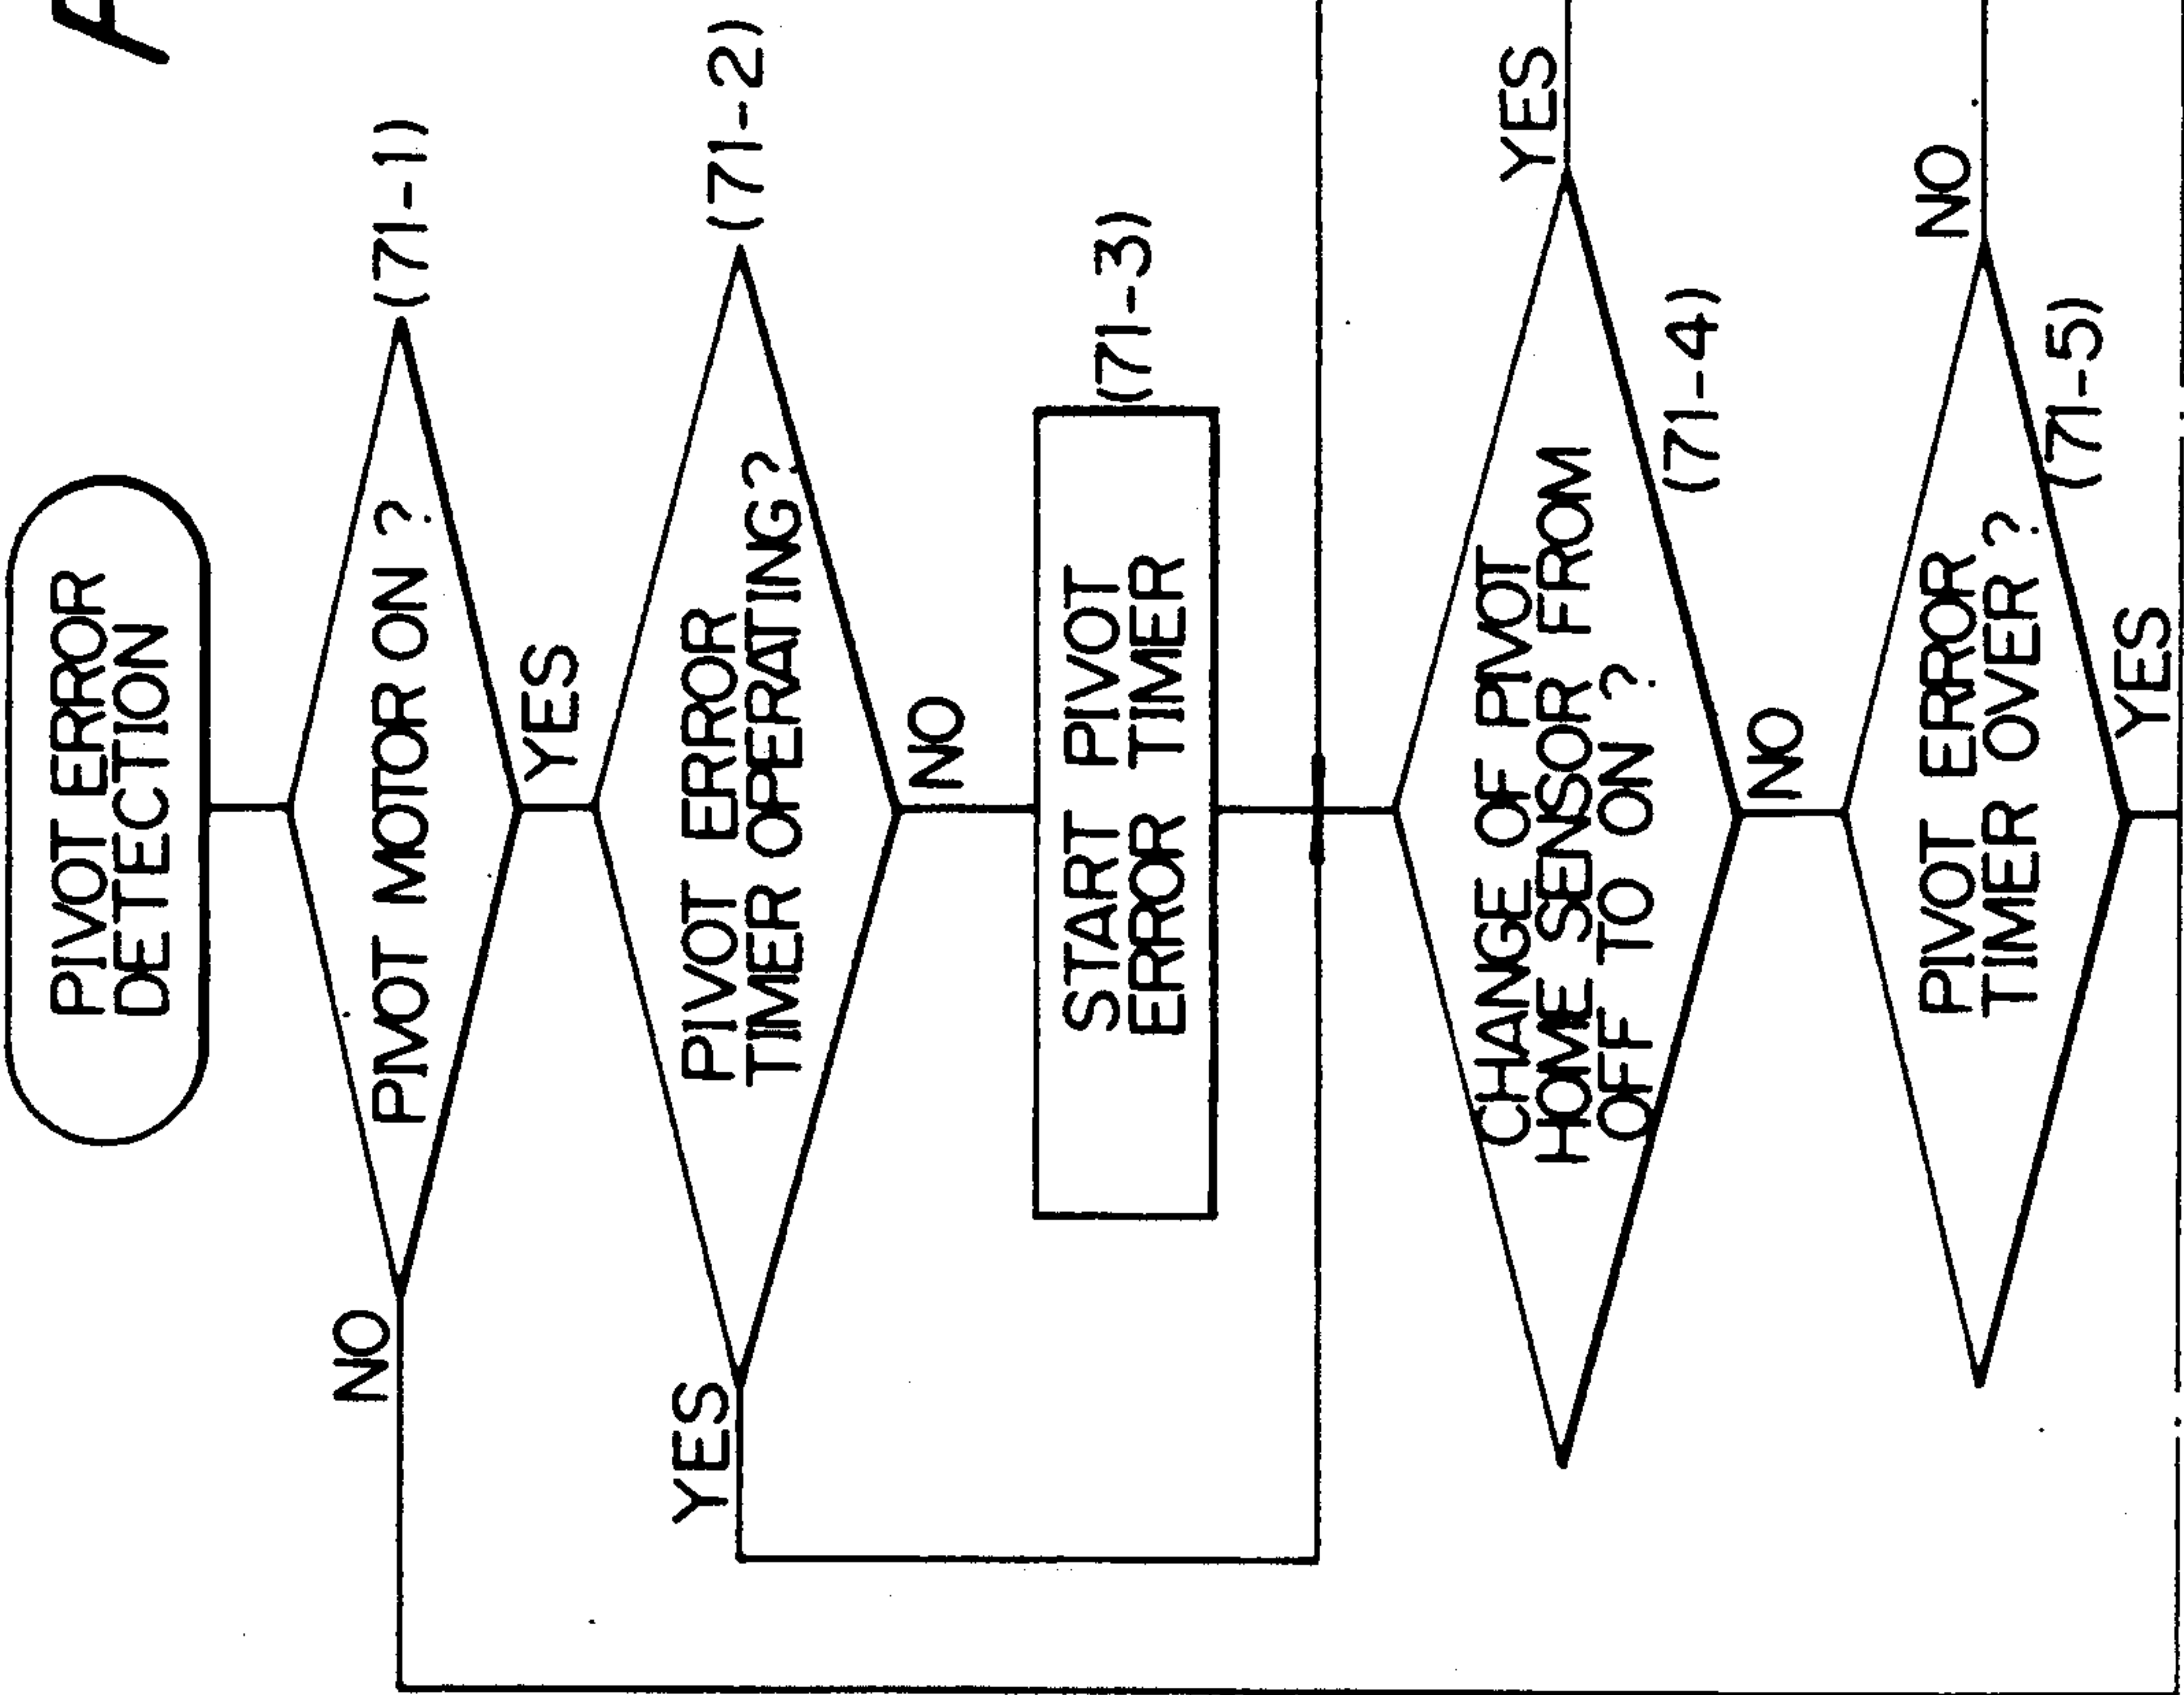 PIVOT ERROR
DETECTION
PIVOT MOTOR ON ?
(71-1)
NO
YES
PIVOT ERROR
TIMER OPERATING?
(71-2)
YES
NO
START PIVOT
ERROR TIMER
(71-3)
CHANGE OF PIVOT
HOME SENSOR FROM
OFF TO ON ?
YES
(71-4)
NO
PIVOT ERROR
TIMER OVER ?
NO
(71-5)
YES